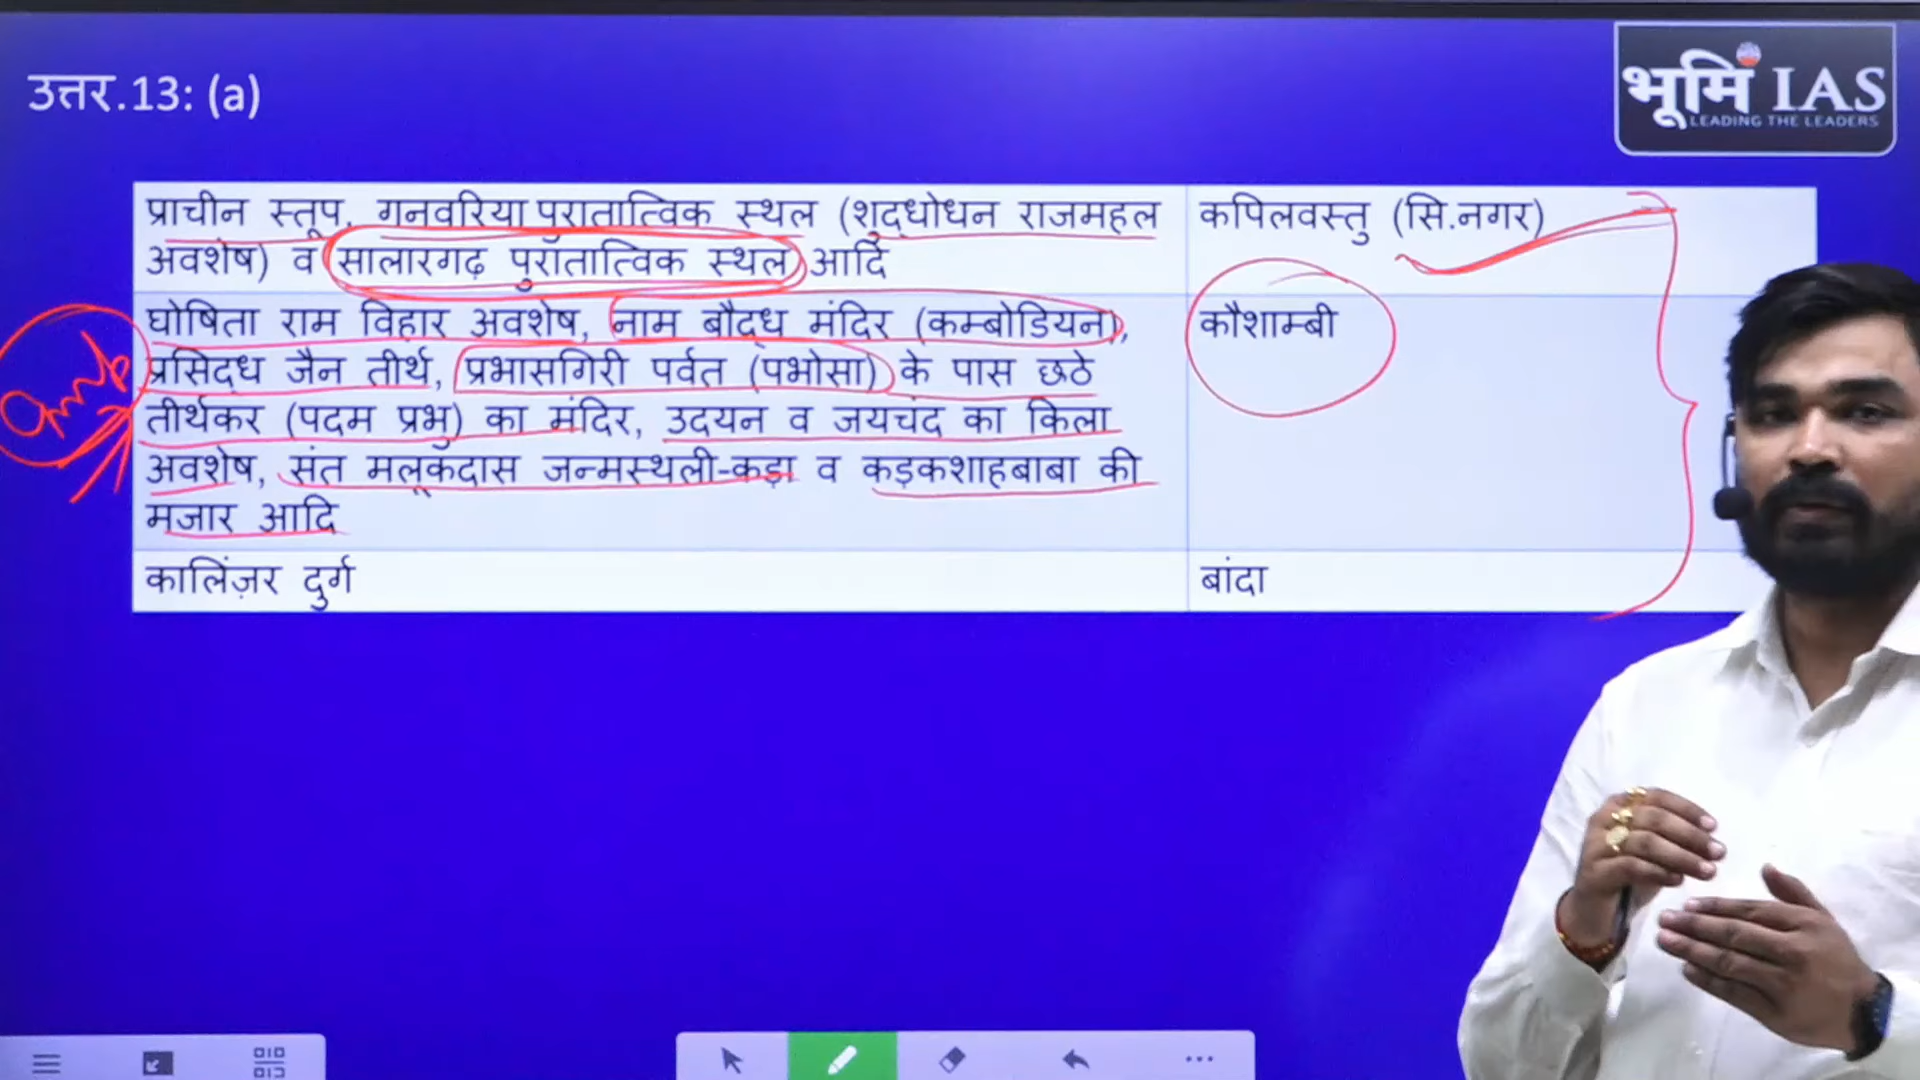 उत्तर.13: (a)
भूमि IAS
LEADING THE LEADERS
प्राचीन स्तूप, गनवरिया पुरातात्विक स्थल (शुद्धोधन राजमहल
अवशेष) व सालारगढ़ पुरातात्विक स्थल आदि
कपिलवस्तु (सि.नगर)
घोषिता राम विहार अवशेष, नाम बौद्ध मंदिर (कम्बोडियन),
प्रसिद्ध जैन तीर्थ, प्रभासगिरी पर्वत (पभोसा) के पास छठे
तीर्थकर (पदम प्रभु) का मंदिर, उदयन व जयचंद का किला
अवशेष, संत मलूकदास जन्मस्थली-कड़ा व कड़कशाहबाबा की
मजार आदि
कौशाम्बी
कालिंज़र दुर्ग
बांदा